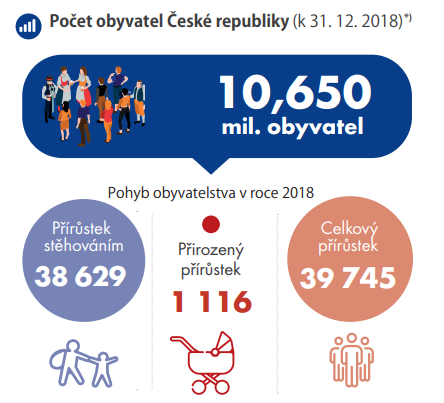 Počet obyvatel České republiky (k 31. 12. 2018)*)
10,650
mil. obyvatel
Pohyb obyvatelstva v roce 2018
Přírůstek
stěhováním
38 629
Přirozený
přírůstek
1 116
Celkový
přírůstek
39 745